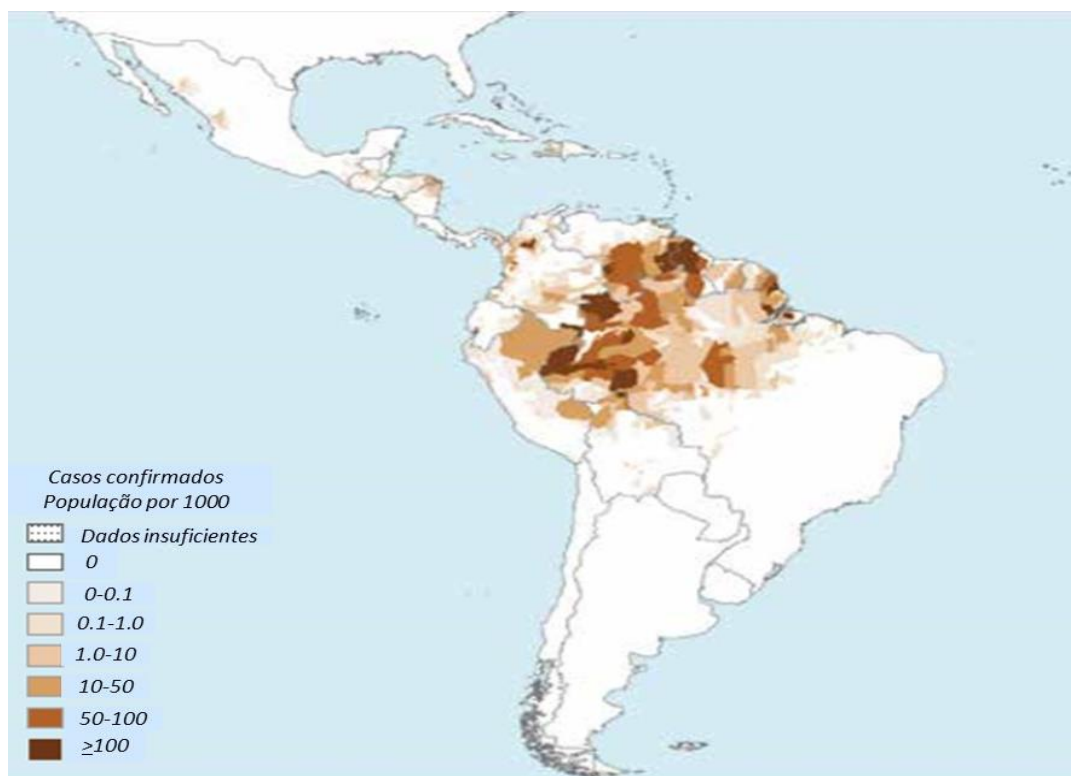 Casos confirmados
População por 1000
Dados insuficientes
0
0-0.1
0.1-1.0
1.0-10
10-50
50-100
≥100